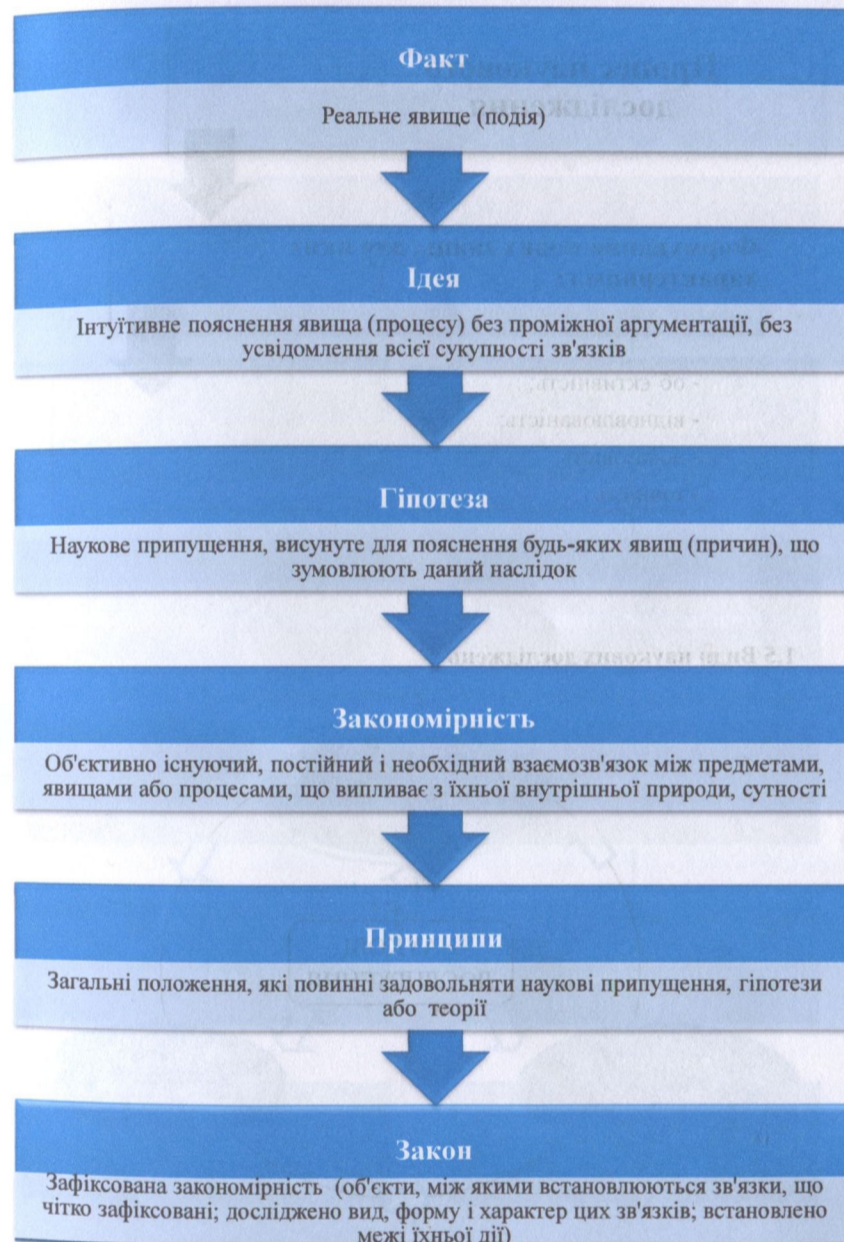 Факт
Реальне явище (подія)
Ідея
Інтуїтивне пояснення явища (процесу) без проміжної аргументації, без
усвідомлення всієї сукупності зв'язків
Гіпотеза
Наукове припущення, висунуте для пояснення будь-яких явищ (причин), що
зумовлюють даний наслідок
Закономірність
Об'єктивно існуючий, постійний і необхідний взаємозв'язок між предметами,
явищами або процесами, що випливає з їхньої внутрішньої природи, сутності
Принципи
Загальні положення, які повинні задовольняти наукові припущення, гіпотези
або теорії
Закон
Зафіксована закономірність (об'єкти, між якими встановлюються зв'язки, що
чітко зафіксовані; досліджено вид, форму і характер цих зв'язків; встановлено
межі їхньої дії)